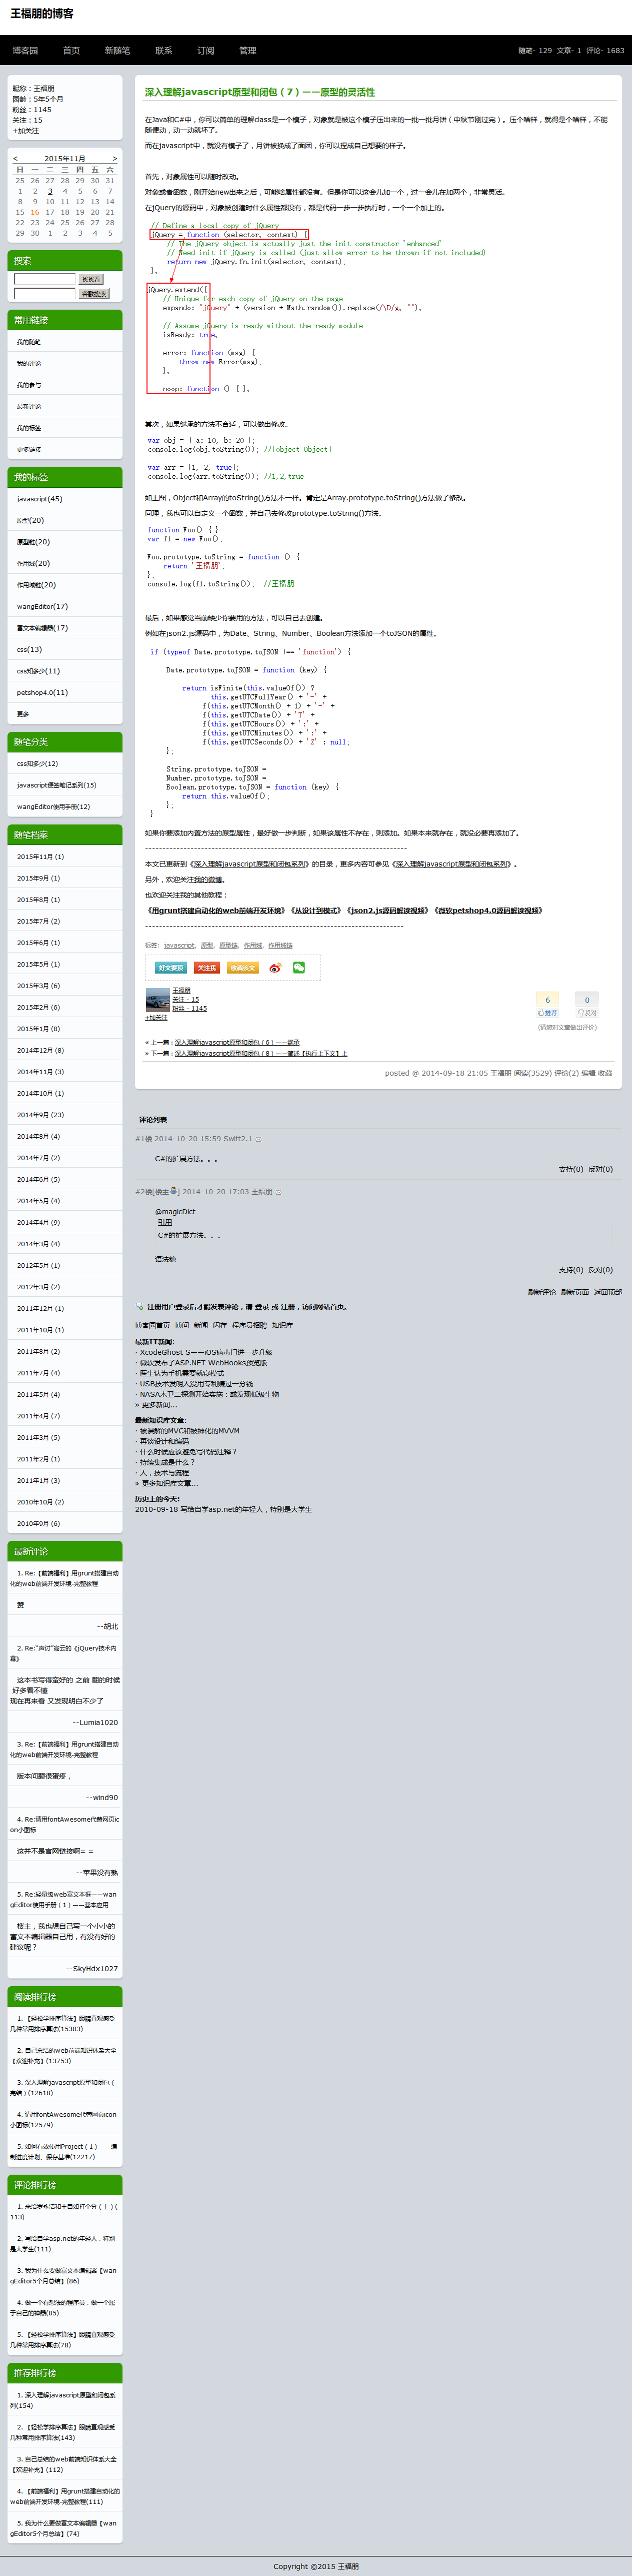 王福朋的博客
博客园 首页 新随笔 联系 订阅 管理
随笔- 129 文章- 1 评论- 1683
昵称：王福朋
园龄：5年5个月
粉丝：1145
关注：15
+加关注
< 2015年11月 >
日 一 二 三 四 五 六
25 26 27 28 29 30 31
1 2 3 4 5 6 7
8 9 10 11 12 13 14
15 16 17 18 19 20 21
22 23 24 25 26 27 28
29 30 1 2 3 4 5
搜索
找找看
谷歌搜索
常用链接
我的随笔
我的评论
我的参与
最新评论
我的标签
更多链接
我的标签
javascript(45)
原型(20)
原型链(20)
作用域(20)
作用域链(20)
wangEditor(17)
富文本编辑器(17)
css(13)
css知多少(11)
petshop4.0(11)
更多
随笔分类
css知多少(12)
javascript便签笔记系列(15)
wangEditor使用手册(12)
随笔档案
2015年11月 (1)
2015年9月 (1)
2015年8月 (1)
2015年7月 (2)
2015年6月 (1)
2015年5月 (1)
2015年3月 (6)
2015年2月 (6)
2015年1月 (8)
2014年12月 (8)
2014年11月 (3)
2014年10月 (1)
2014年9月 (23)
2014年8月 (4)
2014年7月 (2)
2014年6月 (5)
2014年5月 (4)
2014年4月 (9)
2014年3月 (4)
2012年5月 (1)
2012年3月 (2)
2011年12月 (1)
2011年10月 (1)
2011年8月 (2)
2011年7月 (4)
2011年5月 (4)
2011年4月 (7)
2011年3月 (5)
2011年2月 (1)
2011年1月 (3)
2010年10月 (2)
2010年9月 (6)
最新评论
1. Re:【前端福利】用grunt搭建自动
化的web前端开发环境-完整教程
赞
--胡北
2. Re:“声讨”高云的《jQuery技术内
幕》
这本书写得蛮好的 之前 翻的时候
好多看不懂
现在再来看 又发现明白不少了
--Lumia1020
3. Re:【前端福利】用grunt搭建自动
化的web前端开发环境-完整教程
版本问题很蛋疼，
--wind90
4. Re:请用fontAwesome代替网页ic
on小图标
这并不是官网链接啊= =
--苹果没有熟
5. Re:轻量级web富文本框——wan
gEditor使用手册（1）——基本应用
楼主，我也想自己写一个小小的
富文本编辑器自己用，有没有好的
建议呢？
--SkyHdx1027
阅读排行榜
1. 【轻松学排序算法】眼睛直观感受
几种常用排序算法(15383)
2. 自己总结的web前端知识体系大全
【欢迎补充】(13753)
3. 深入理解javascript原型和闭包（
完结）(12618)
4. 请用fontAwesome代替网页icon
小图标(12579)
5. 如何有效使用Project（1）——编
制进度计划、保存基准(12217)
评论排行榜
1. 来给罗永浩和王自如打个分（上）(
113)
2. 写给自学asp.net的年轻人，特别
是大学生(111)
3. 我为什么要做富文本编辑器【wan
gEditor5个月总结】(86)
4. 做一个有想法的程序员，做一个属
于自己的神器(85)
5. 【轻松学排序算法】眼睛直观感受
几种常用排序算法(78)
推荐排行榜
1. 深入理解javascript原型和闭包系
列(154)
2. 【轻松学排序算法】眼睛直观感受
几种常用排序算法(143)
3. 自己总结的web前端知识体系大全
【欢迎补充】(112)
4. 【前端福利】用grunt搭建自动化的
web前端开发环境-完整教程(111)
5. 我为什么要做富文本编辑器【wan
gEditor5个月总结】(74)
深入理解javascript原型和闭包（7）——原型的灵活性
在Java和C#中，你可以简单的理解class是一个模子，对象就是被这个模子压出来的一批一批月饼（中秋节刚过完）。压个啥样，就得是个啥样，不能
随便动，动一动就坏了。
而在javascript中，就没有模子了，月饼被换成了面团，你可以捏成自己想要的样子。
首先，对象属性可以随时改动。
对象或者函数，刚开始new出来之后，可能啥属性都没有。但是你可以这会儿加一个，过一会儿在加两个，非常灵活。
在jQuery的源码中，对象被创建时什么属性都没有，都是代码一步一步执行时，一个一个加上的。
// Define a local copy of jQuery
jQuery = function (selector, context) {
// The jQuery object is actually just the init constructor 'enhanced'
// Need init if jQuery is called (just allow error to be thrown if not included)
return new jQuery.fn.init(selector, context);
},
jQuery.extend({
// Unique for each copy of jQuery on the page
expando: "jQuery" + (version + Math.random()).replace(/\D/g, ""),
// Assume jQuery is ready without the ready module
isReady: true,
error: function (msg) {
throw new Error(msg);
},
noop: function () { },
其次，如果继承的方法不合适，可以做出修改。
var obj = { a: 10, b: 20 };
console.log(obj.toString()); //[object Object]
var arr = [1, 2, true];
console.log(arr.toString()); //1,2,true
如上图，Object和Array的toString()方法不一样。肯定是Array.prototype.toString()方法做了修改。
同理，我也可以自定义一个函数，并自己去修改prototype.toString()方法。
function Foo() { }
var f1 = new Foo();
Foo.prototype.toString = function () {
return '王福朋';
};
console.log(f1.toString()); //王福朋
最后，如果感觉当前缺少你要用的方法，可以自己去创建。
例如在json2.js源码中，为Date、String、Number、Boolean方法添加一个toJSON的属性。
if (typeof Date.prototype.toJSON !== 'function') {
Date.prototype.toJSON = function (key) {
return isFinite(this.valueOf()) ?
this.getUTCFullYear() + '-' +
f(this.getUTCMonth() + 1) + '-' +
f(this.getUTCDate()) + 'T' +
f(this.getUTCHours()) + ':' +
f(this.getUTCMinutes()) + ':' +
f(this.getUTCSeconds()) + 'Z' : null;
};
String.prototype.toJSON =
Number.prototype.toJSON =
Boolean.prototype.toJSON = function (key) {
return this.valueOf();
};
}
如果你要添加内置方法的原型属性，最好做一步判断，如果该属性不存在，则添加。如果本来就存在，就没必要再添加了。
---------------------------------------------------------------------------
本文已更新到《深入理解javascript原型和闭包系列》的目录，更多内容可参见《深入理解javascript原型和闭包系列》。
另外，欢迎关注我的微博。
也欢迎关注我的其他教程：
《用grunt搭建自动化的web前端开发环境》《从设计到模式》《json2.js源码解读视频》《微软petshop4.0源码解读视频》
---------------------------------------------------------------------------
标签: javascript, 原型, 原型链, 作用域, 作用域链
好文要顶 关注我 收藏该文
王福朋
关注 - 15
粉丝 - 1145
+加关注
6 推荐
0 反对
(请您对文章做出评价)
« 上一篇：深入理解javascript原型和闭包（6）——继承
» 下一篇：深入理解javascript原型和闭包（8）——简述【执行上下文】上
posted @ 2014-09-18 21:05 王福朋 阅读(3529) 评论(2) 编辑 收藏
评论列表
#1楼 2014-10-20 15:59 Swift2.1
C#的扩展方法。。。
支持(0) 反对(0)
#2楼[楼主] 2014-10-20 17:03 王福朋
@magicDict
引用
C#的扩展方法。。。
语法糖
支持(0) 反对(0)
刷新评论 刷新页面 返回顶部
注册用户登录后才能发表评论，请 登录 或 注册，访问网站首页。
博客园首页 博问 新闻 闪存 程序员招聘 知识库
最新IT新闻:
· XcodeGhost S——iOS病毒门进一步升级
· 微软发布了ASP.NET WebHooks预览版
· 医生认为手机需要就寝模式
· USB技术发明人没用专利赚过一分钱
· NASA木卫二探测开始实施：或发现低级生物
» 更多新闻...
最新知识库文章:
· 被误解的MVC和被神化的MVVM
· 再谈设计和编码
· 什么时候应该避免写代码注释？
· 持续集成是什么？
· 人，技术与流程
» 更多知识库文章...
历史上的今天:
2010-09-18 写给自学asp.net的年轻人，特别是大学生
Copyright ©2015 王福朋